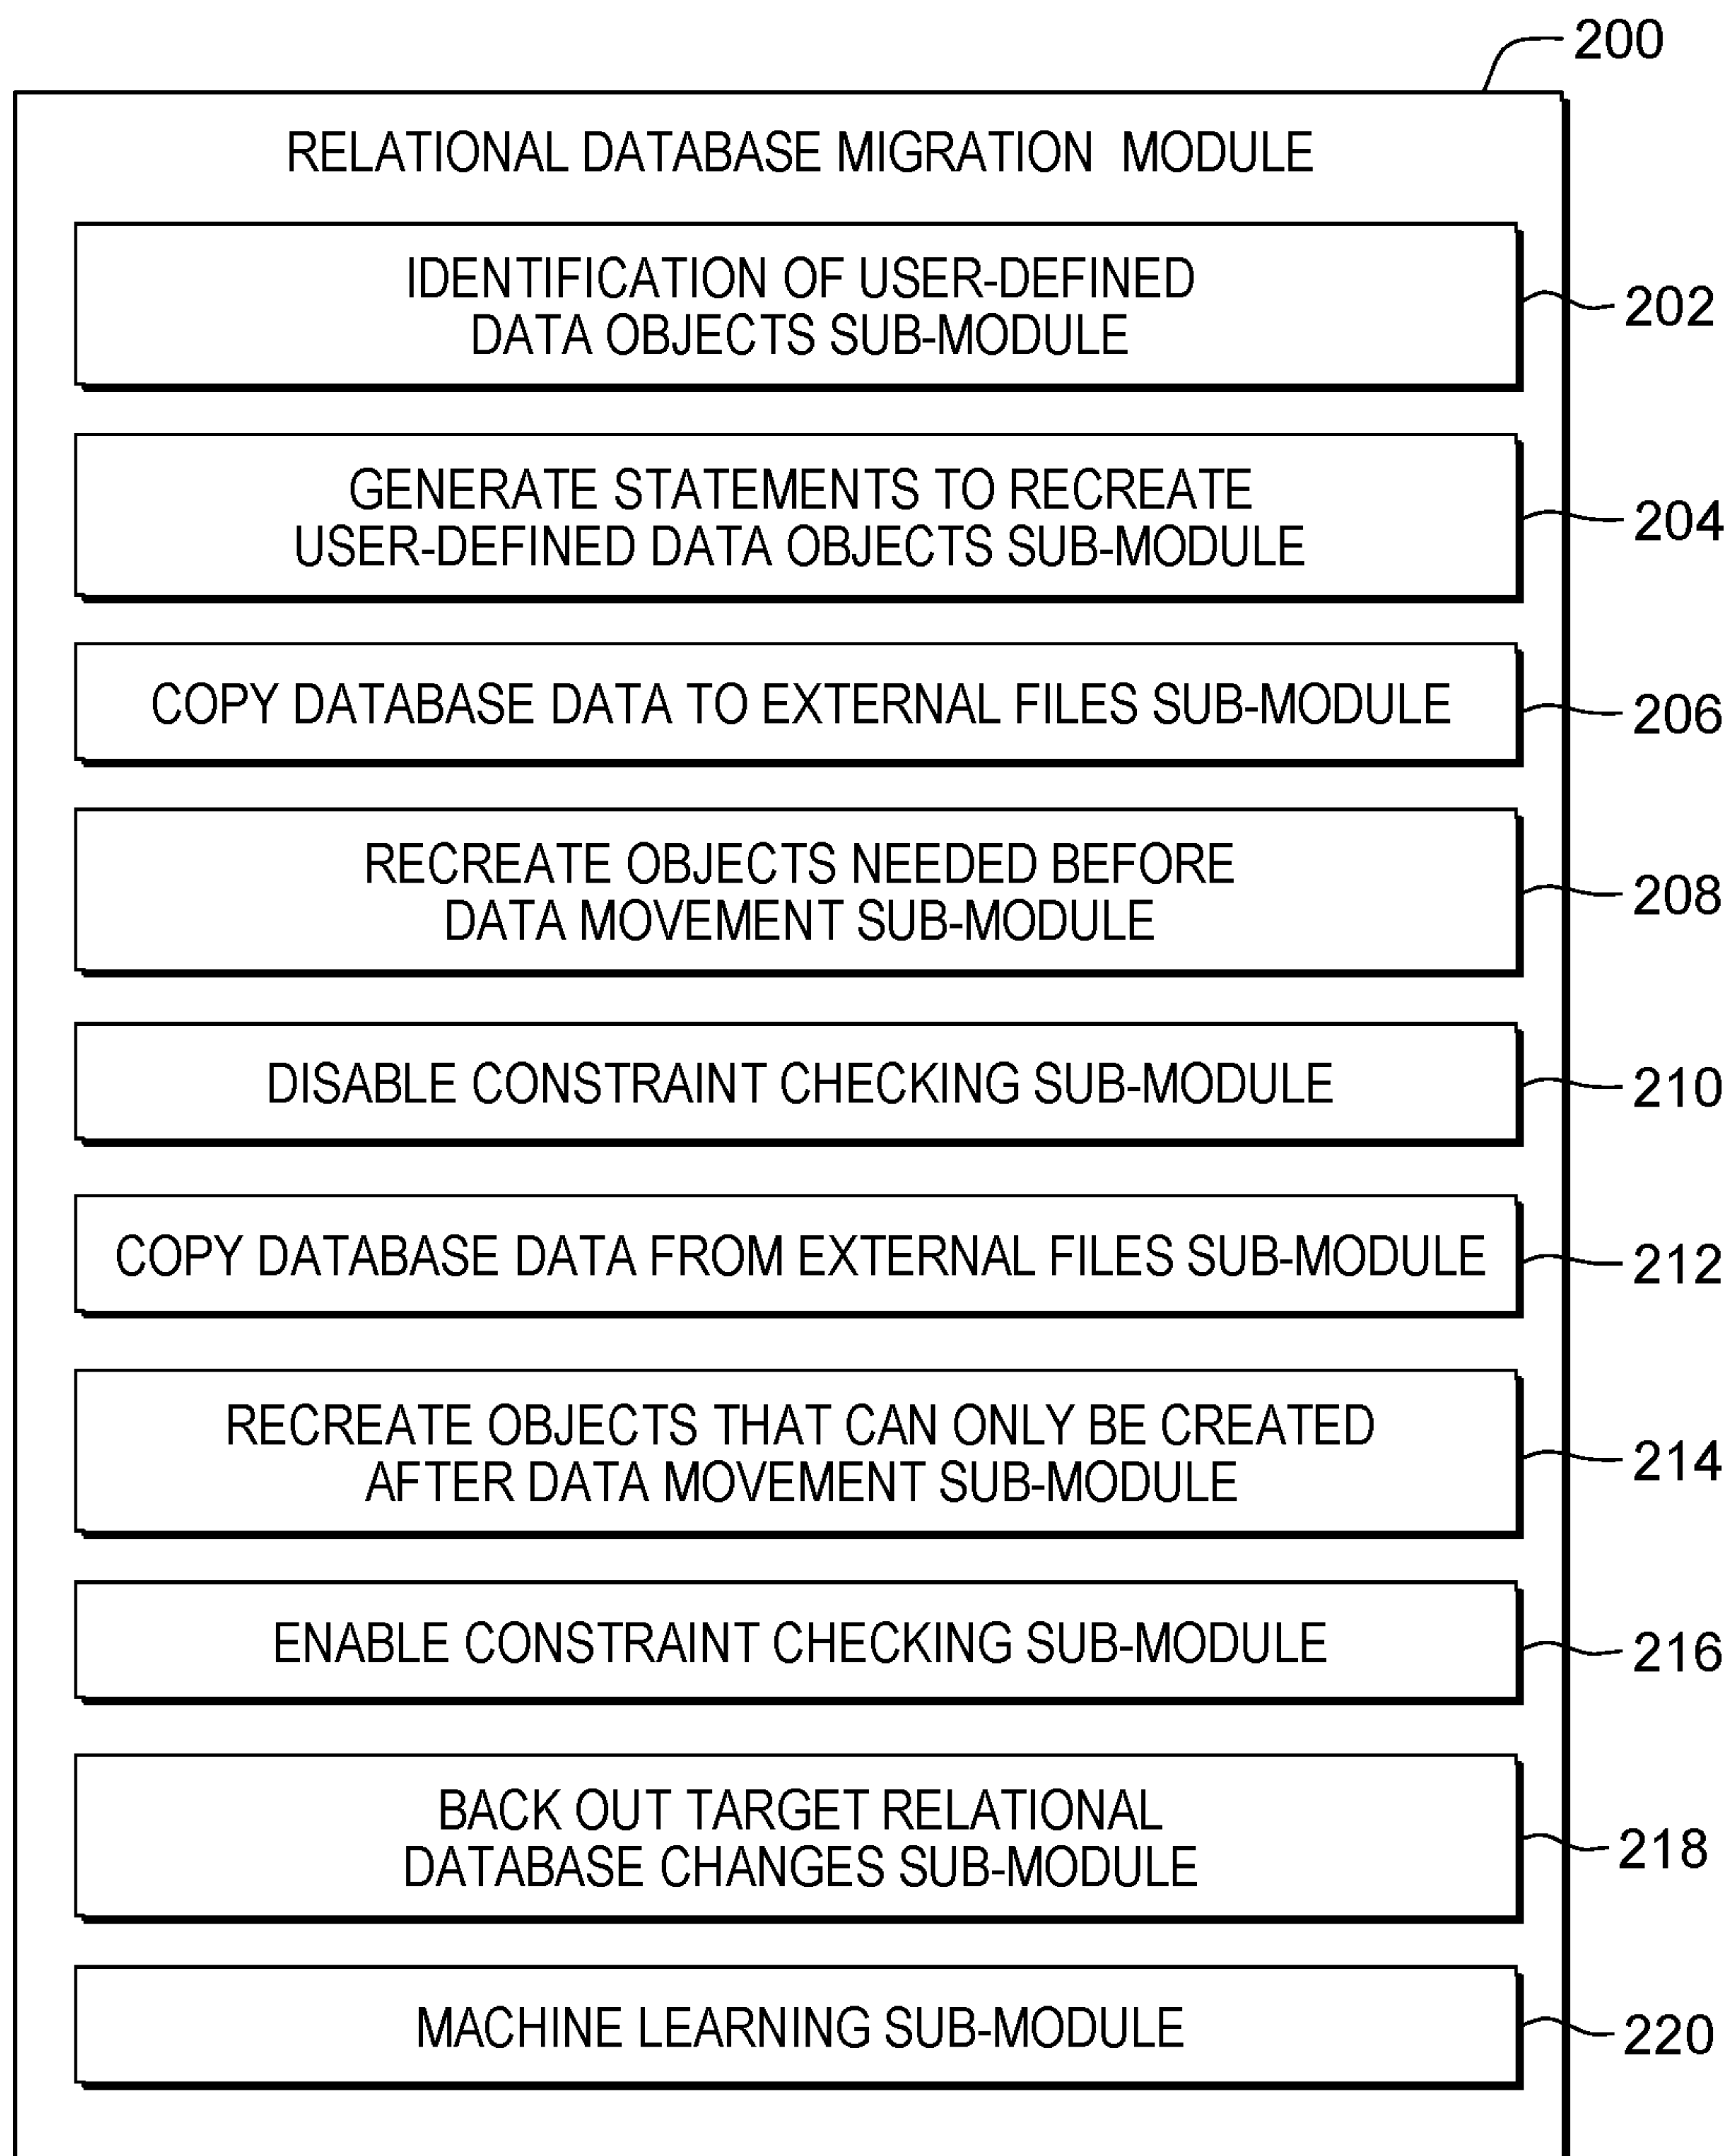 200
RELATIONAL DATABASE MIGRATION MODULE
IDENTIFICATION OF USER-DEFINED
DATA OBJECTS SUB-MODULE
202
GENERATE STATEMENTS TO RECREATE
USER-DEFINED DATA OBJECTS SUB-MODULE
204
COPY DATABASE DATA TO EXTERNAL FILES SUB-MODULE
206
RECREATE OBJECTS NEEDED BEFORE
DATA MOVEMENT SUB-MODULE
208
DISABLE CONSTRAINT CHECKING SUB-MODULE
210
COPY DATABASE DATA FROM EXTERNAL FILES SUB-MODULE
212
RECREATE OBJECTS THAT CAN ONLY BE CREATED
AFTER DATA MOVEMENT SUB-MODULE
214
ENABLE CONSTRAINT CHECKING SUB-MODULE
216
BACK OUT TARGET RELATIONAL
DATABASE CHANGES SUB-MODULE
218
MACHINE LEARNING SUB-MODULE
220